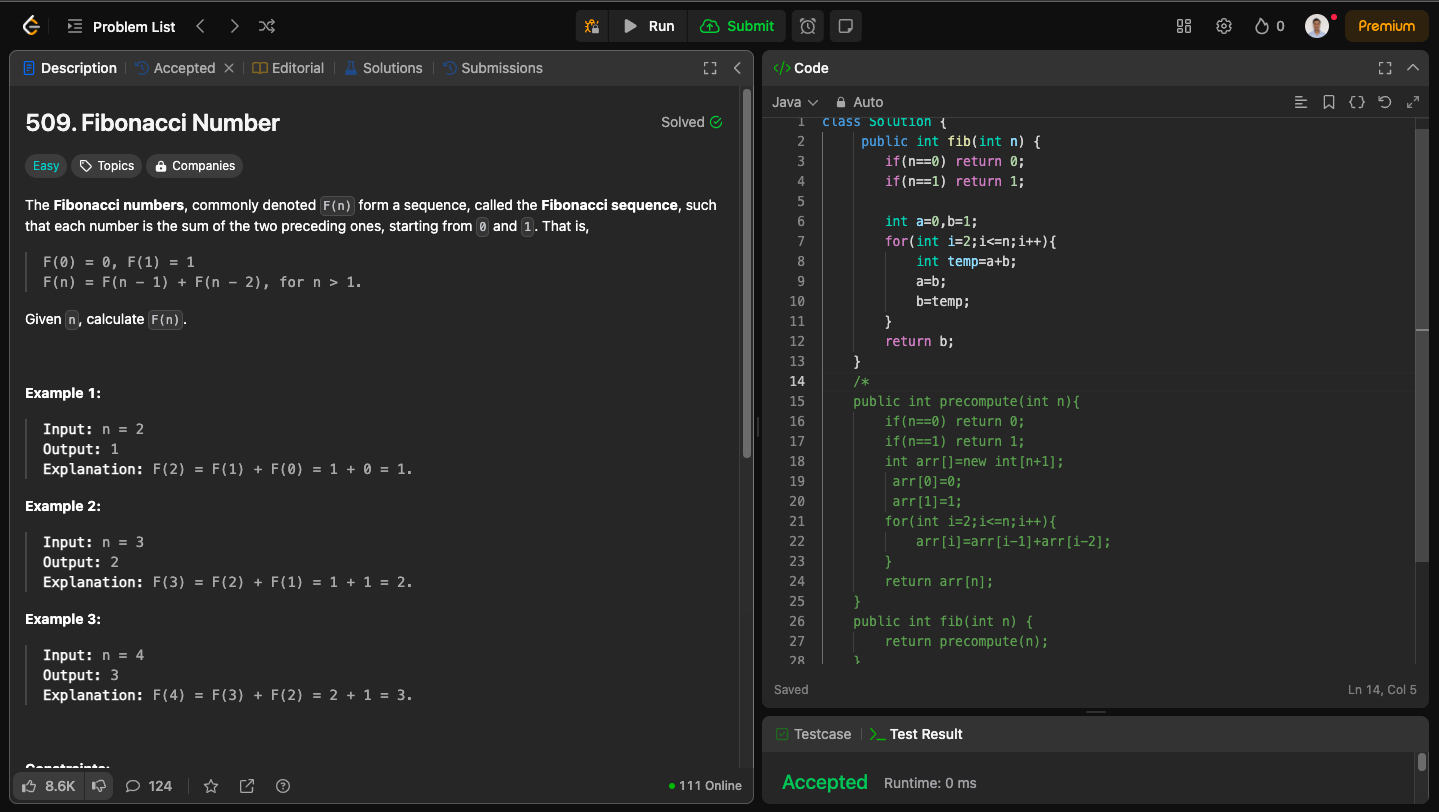 Problem List
Run
Submit
0
Premium
Description
Accepted
Editorial
Solutions
Submissions
509. Fibonacci Number
Solved
Easy
Topics
Companies
The Fibonacci numbers, commonly denoted F(n) form a sequence, called the Fibonacci sequence, such
that each number is the sum of the two preceding ones, starting from 0 and 1. That is,
F(0) = 0, F(1) = 1
F(n) = F(n - 1) + F(n - 2), for n > 1.
Given n, calculate F(n).
Example 1:
Input: n = 2
Output: 1
Explanation: F(2) = F(1) + F(0) = 1 + 0 = 1.
Example 2:
Input: n = 3
Output: 2
Explanation: F(3) = F(2) + F(1) = 1 + 1 = 2.
Example 3:
Input: n = 4
Output: 3
Explanation: F(4) = F(3) + F(2) = 2 + 1 = 3.
Constraints:
8.6K
124
111 Online
</> Code
Java
Auto
1 class Solution {
2 public int fib(int n) {
3 if(n==0) return 0;
4 if(n==1) return 1;
5
6 int a=0,b=1;
7 for(int i=2;i<=n;i++){
8 int temp=a+b;
9 a=b;
10 b=temp;
11 }
12 return b;
13 }
14 /*
15 public int precompute(int n){
16 if(n==0) return 0;
17 if(n==1) return 1;
18 int arr[]=new int[n+1];
19 arr[0]=0;
20 arr[1]=1;
21 for(int i=2;i<=n;i++){
22 arr[i]=arr[i-1]+arr[i-2];
23 }
24 return arr[n];
25 }
26 public int fib(int n) {
27 return precompute(n);
28 }
Saved
Ln 14, Col 5
Testcase
Test Result
Accepted
Runtime: 0 ms